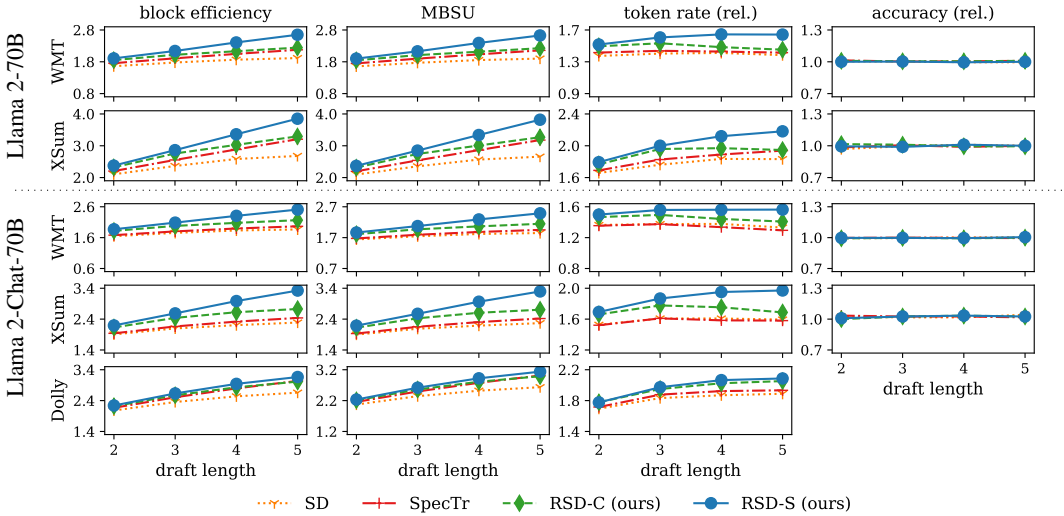 block efficiency MBSU token rate (rel.) accuracy (rel.)
Llama 2-70B
WMT
2.8 2.8 1.7 1.3
1.8 1.8 1.3 1.0
0.8 0.8 0.9 0.7
XSum
4.0 4.0 2.4 1.3
3.0 3.0 2.0 1.0
2.0 2.0 1.6 0.7
Llama 2-Chat-70B
WMT
2.6 2.7 1.6 1.3
1.6 1.7 1.2 1.0
0.6 0.7 0.8 0.7
XSum
3.4 3.4 2.0 1.3
2.4 2.4 1.6 1.0
1.4 1.4 1.2 0.7
2 3 4 5
draft length
Dolly
3.4 3.2 2.2
2.4 2.2 1.8
1.4 1.2 1.4
2 3 4 5 2 3 4 5 2 3 4 5
draft length draft length draft length
SD SpecTr RSD-C (ours) RSD-S (ours)